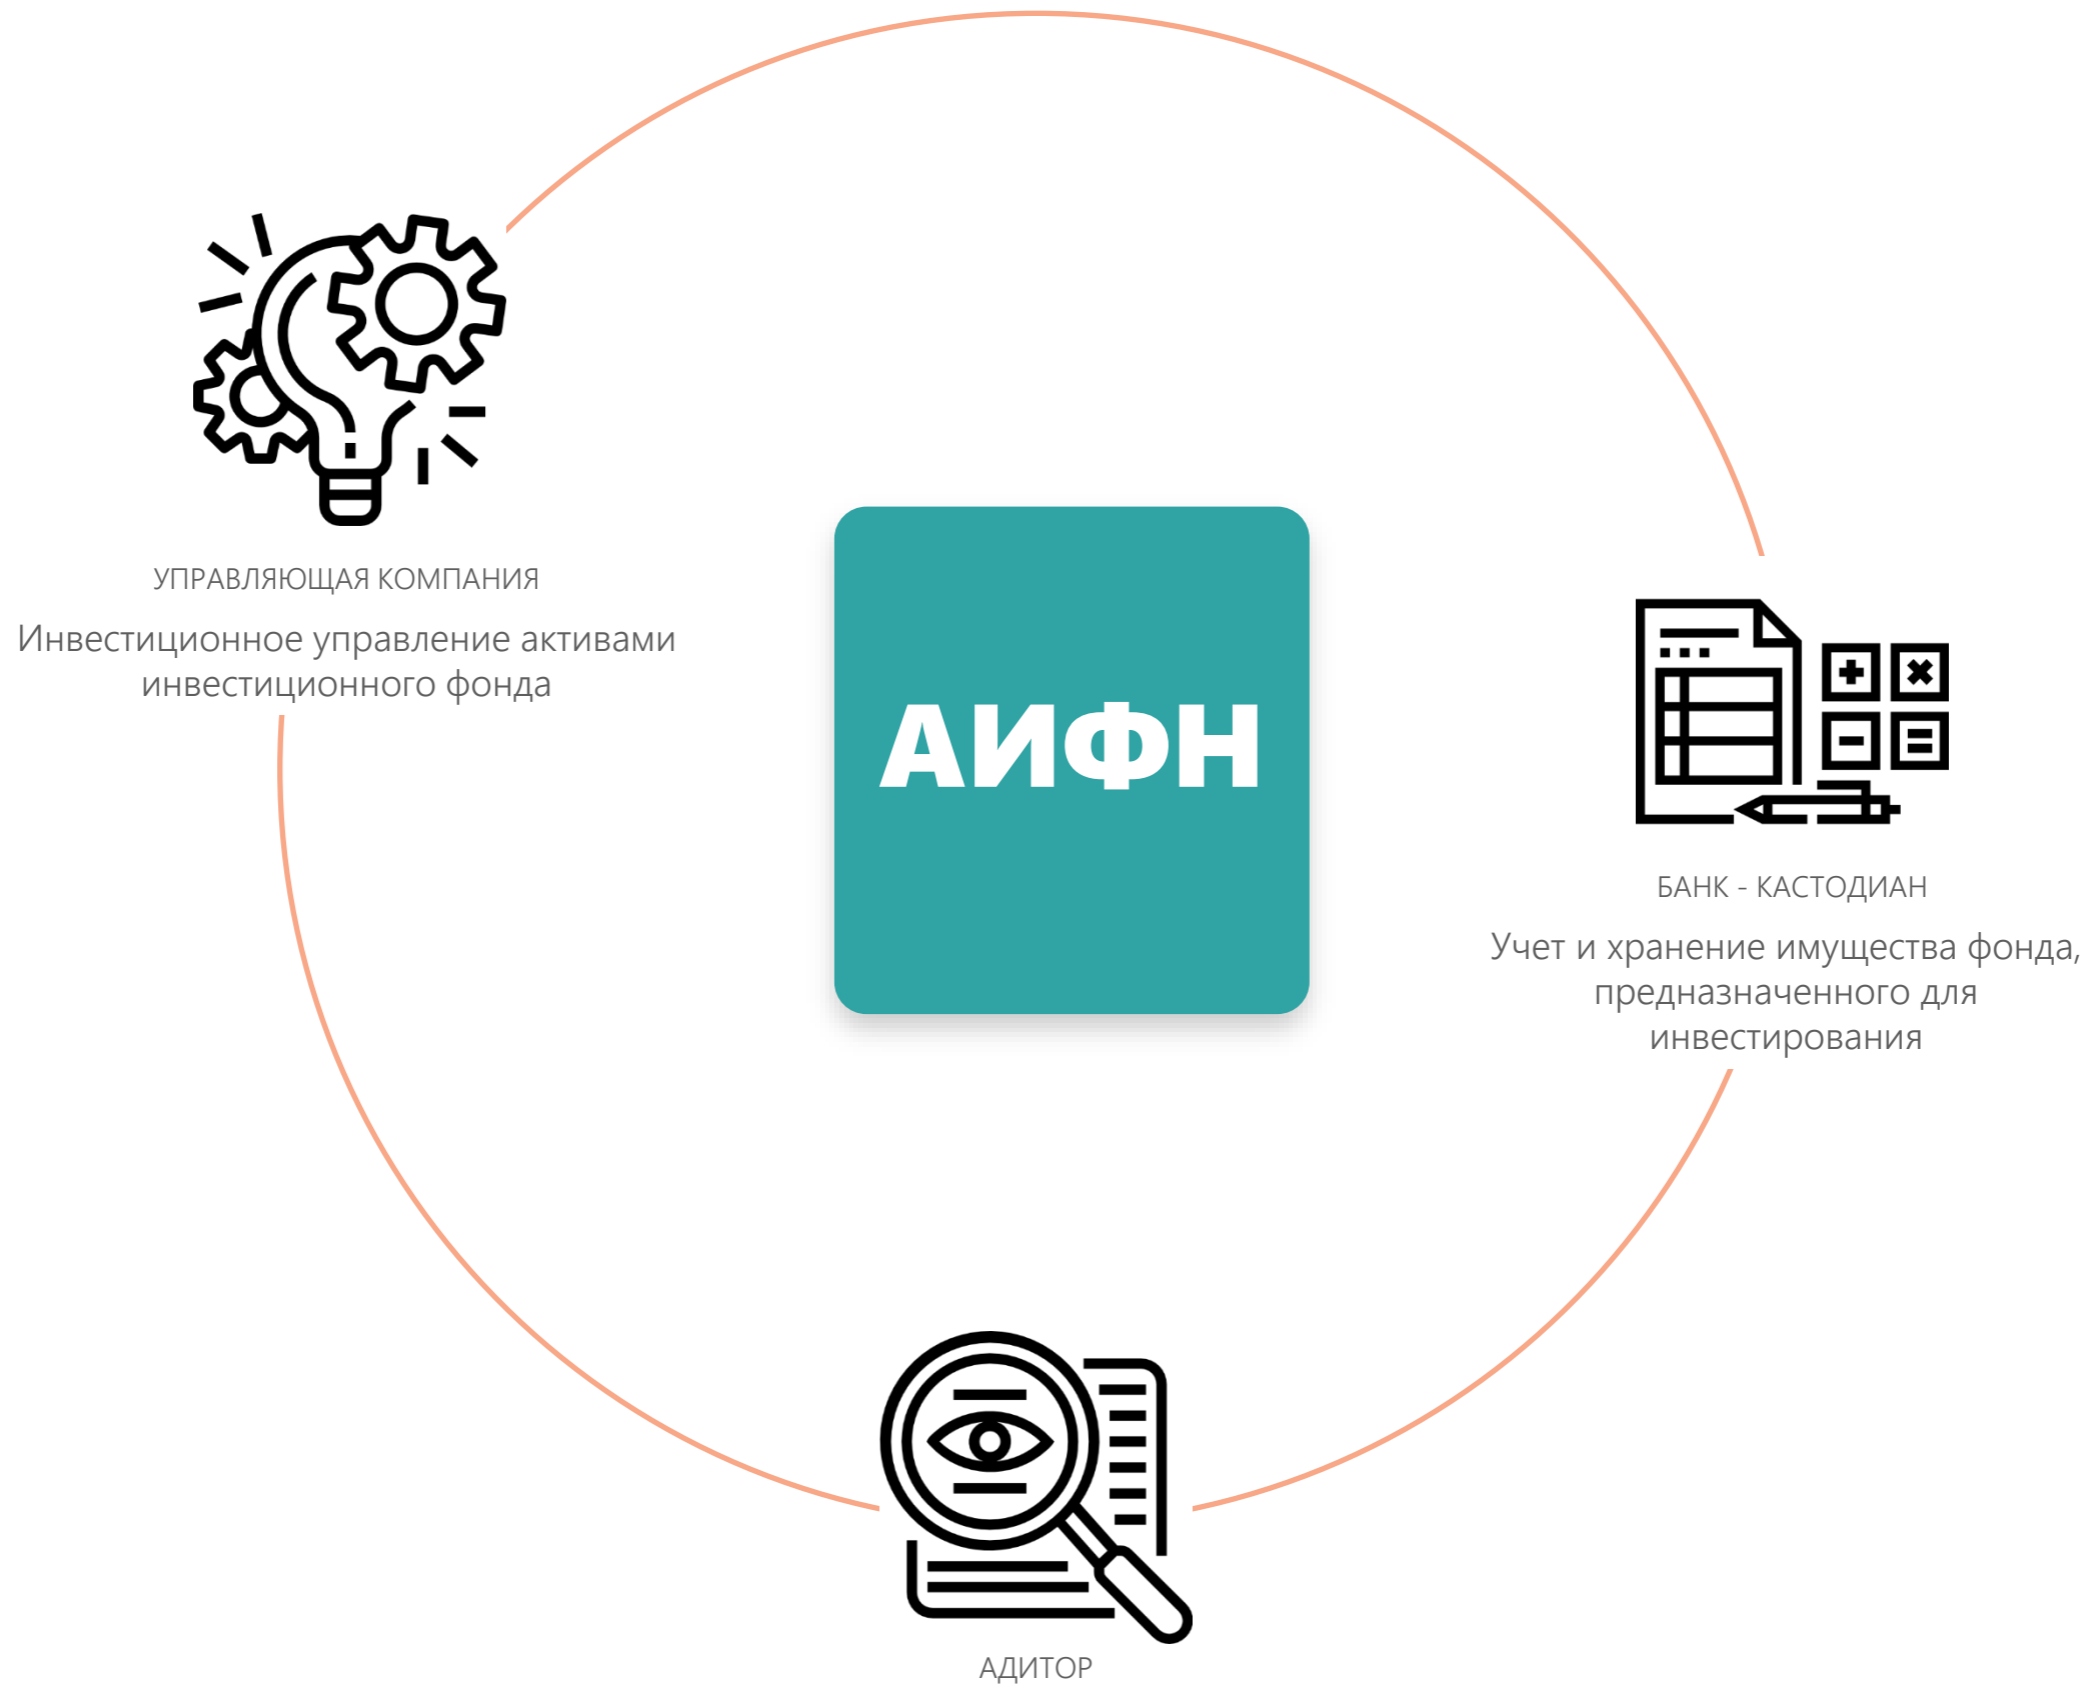 УПРАВЛЯЮЩАЯ КОМПАНИЯ
Инвестиционное управление активами
инвестиционного фонда
АИФН
БАНК - КАСТОДИАН
Учет и хранение имущества фонда,
предназначенного для
инвестирования
АДИТОР